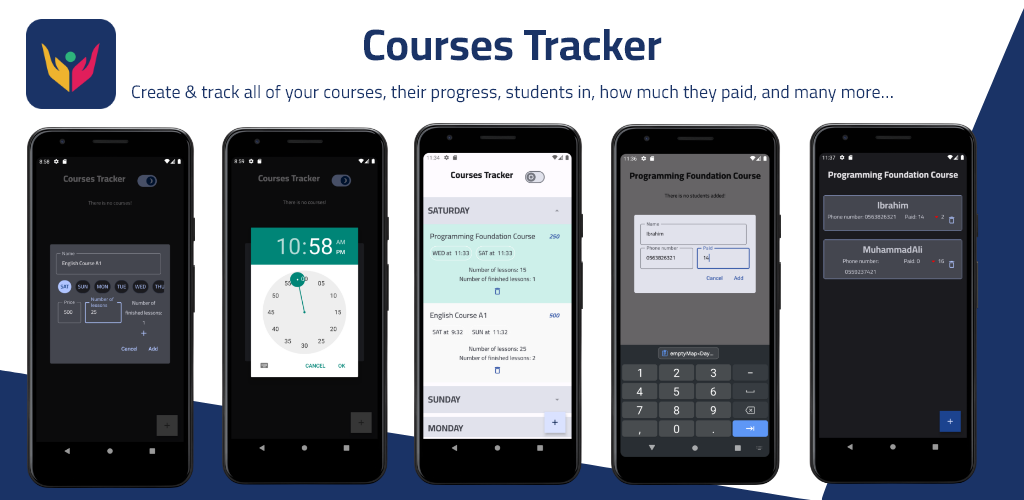 Courses Tracker
Create & track all of your courses, their progress, students in, how much they paid, and many more...
8:58
Courses Tracker
There is no courses!
Name
English Course A1
SAT SUN MON TUE WED THU
Price
500
Number of lessons
25
Number of finished lessons:
1
+
Cancel Add
+
8:59
Courses Tracker
There is no courses!
10:58
AM
PM
00
05
10
15
20
25
30
35
40
45
50
55
CANCEL OK
+
11:34
Courses Tracker
SATURDAY
Programming Foundation Course 250
WED at 11:33 SAT at 11:33
Number of lessons: 15
Number of finished lessons: 1
English Course A1 500
SAT at 9:32 SUN at 11:32
Number of lessons: 25
Number of finished lessons: 2
SUNDAY
MONDAY
+
11:36
Programming Foundation Course
There is no students added!
Name
Ibrahim
Phone number
0563826321
Paid
14
Cancel Add
emptyMap<Day...
1 2 3 -
4 5 6
7 8 9
, 0 .
11:37
Programming Foundation Course
Ibrahim
Phone number: 0563826321 Paid: 14 2
MuhammadAli
Phone number:
0559237421
Paid: 0 16
+